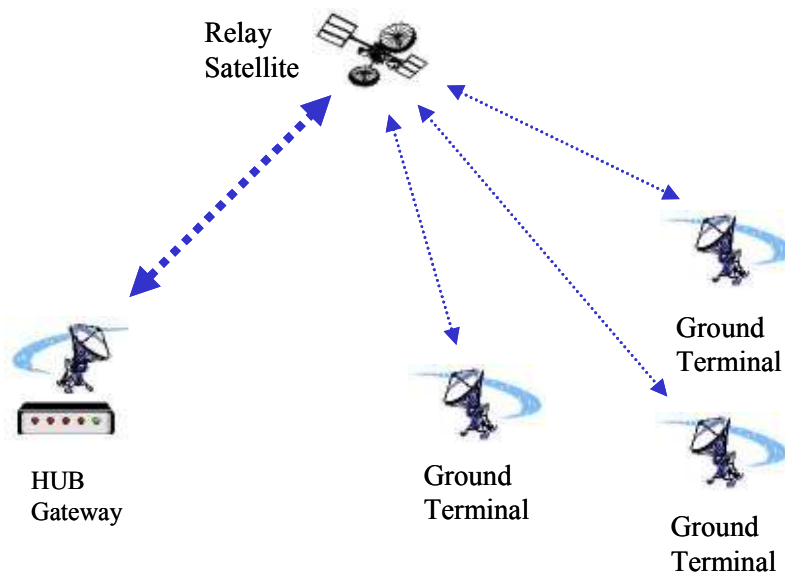 Relay
Satellite
Ground
Terminal
HUB
Gateway
Ground
Terminal
Ground
Terminal